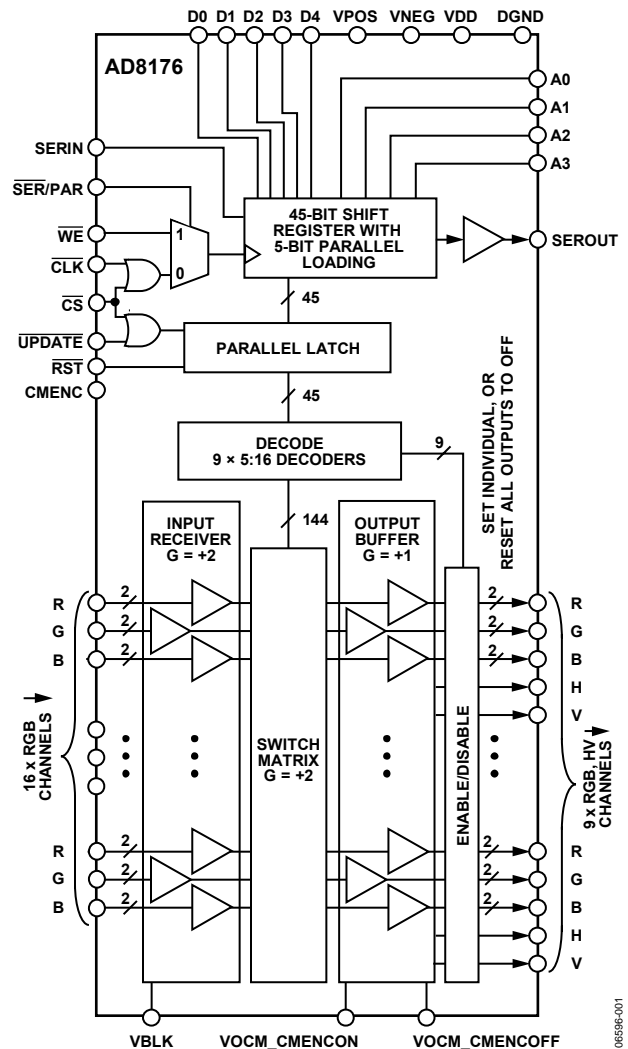 D0 D1 D2 D3 D4 VPOS VNEG VDD DGND
AD8176
A0
A1
A2
A3
SERIN
SER/PAR
WE
CLK
CS
UPDATE
RST
CMENC
1
0
45-BIT SHIFT
REGISTER WITH
5-BIT PARALLEL
LOADING
SEROUT
45
PARALLEL LATCH
45
DECODE
9 × 5:16 DECODERS
9
SET INDIVIDUAL, OR
RESET ALL OUTPUTS TO OFF
144
INPUT
RECEIVER
G = +2
OUTPUT
BUFFER
G = +1
R 2 2 R
G 2 2 G
B 2 2 B
H
V
16 x RGB
CHANNELS
SWITCH
MATRIX
G = +2
ENABLE/DISABLE
9 x RGB, HV
CHANNELS
R 2 2 R
G 2 2 G
B 2 2 B
H
V
VBLK VOCM_CMENCON VOCM_CMENCOFF
06596-001